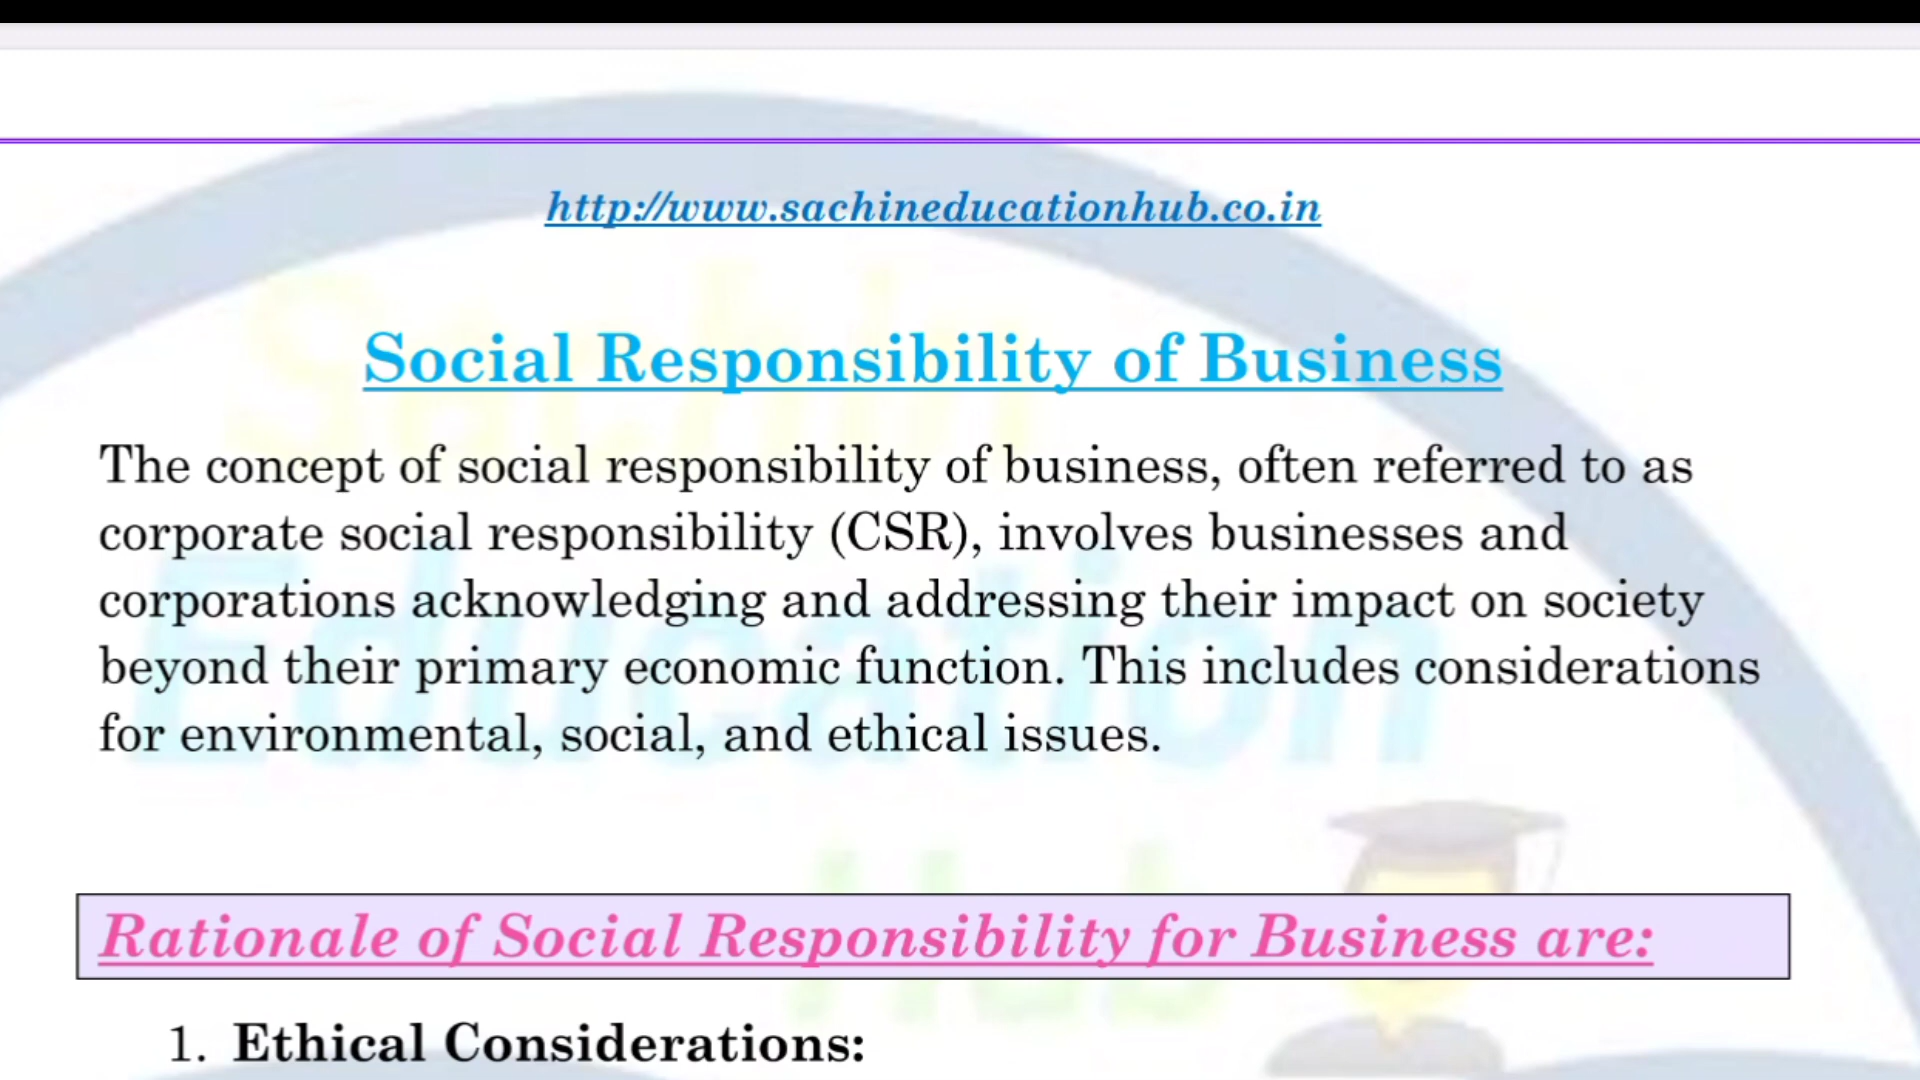 http://www.sachineducationhub.co.in
Social Responsibility of Business
The concept of social responsibility of business, often referred to as
corporate social responsibility (CSR), involves businesses and
corporations acknowledging and addressing their impact on society
beyond their primary economic function. This includes considerations
for environmental, social, and ethical issues.
Rationale of Social Responsibility for Business are:
1. Ethical Considerations:
Sachin
Education
Hub